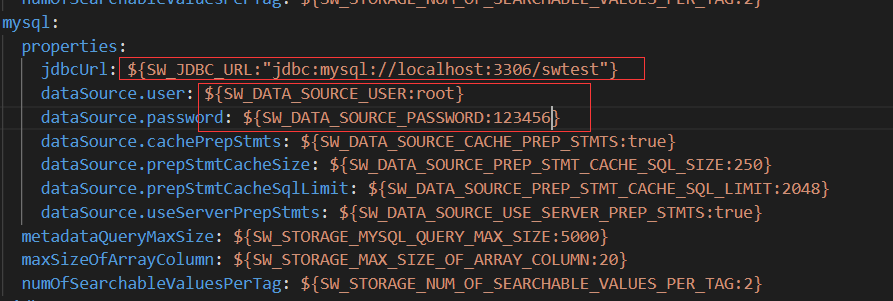 numOfSearchableValuesPerTag: ${SW_STORAGE_NUM_OF_SEARCHABLE_VALUES_PER_TAG:2}
mysql:
  properties:
    jdbcUrl: ${SW_JDBC_URL:"jdbc:mysql://localhost:3306/swtest"}
    dataSource.user: ${SW_DATA_SOURCE_USER:root}
    dataSource.password: ${SW_DATA_SOURCE_PASSWORD:123456}
    dataSource.cachePrepStmts: ${SW_DATA_SOURCE_CACHE_PREP_STMTS:true}
    dataSource.prepStmtCacheSize: ${SW_DATA_SOURCE_PREP_STMT_CACHE_SQL_SIZE:250}
    dataSource.prepStmtCacheSqlLimit: ${SW_DATA_SOURCE_PREP_STMT_CACHE_SQL_LIMIT:2048}
    dataSource.useServerPrepStmts: ${SW_DATA_SOURCE_USE_SERVER_PREP_STMTS:true}
  metadataQueryMaxSize: ${SW_STORAGE_MYSQL_QUERY_MAX_SIZE:5000}
  maxSizeOfArrayColumn: ${SW_STORAGE_MAX_SIZE_OF_ARRAY_COLUMN:20}
  numOfSearchableValuesPerTag: ${SW_STORAGE_NUM_OF_SEARCHABLE_VALUES_PER_TAG:2}